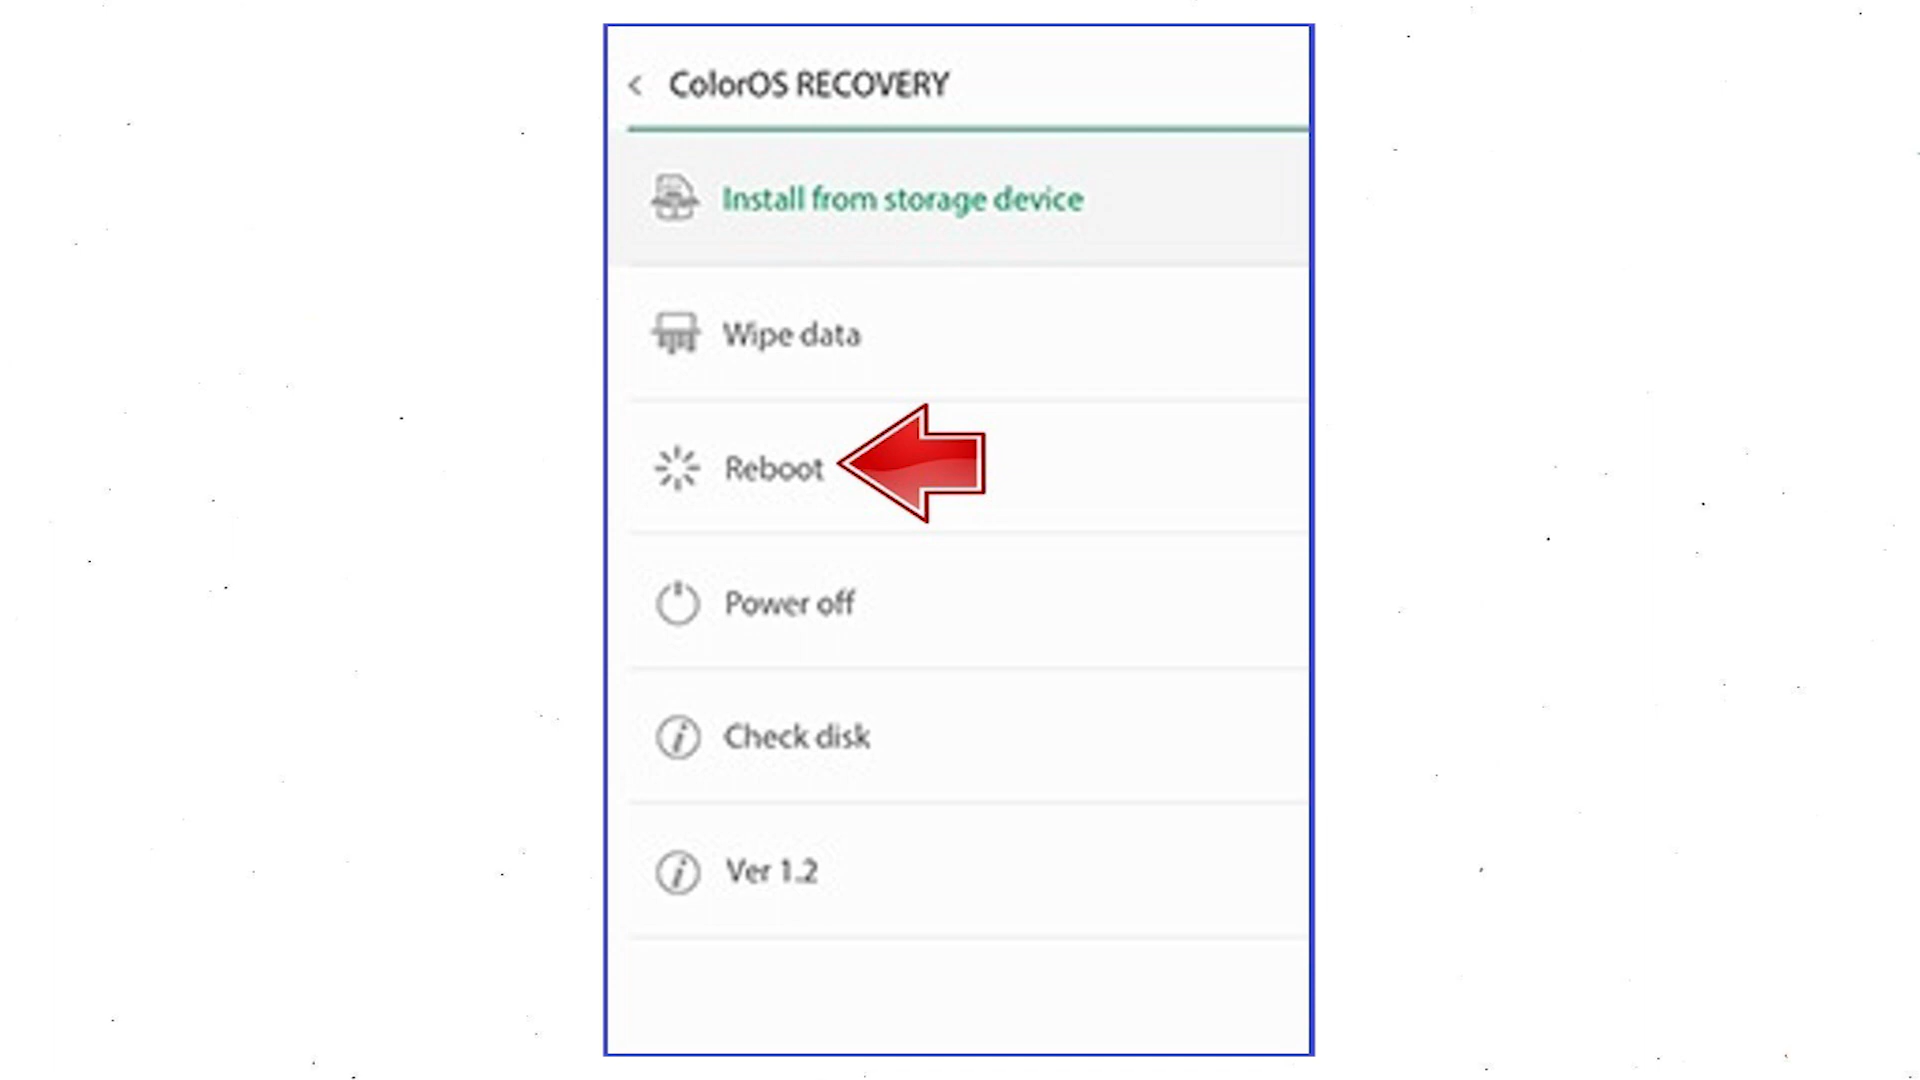 ColorOS RECOVERY
Install from storage device
Wipe data
Reboot
Power off
Check disk
Ver 1.2